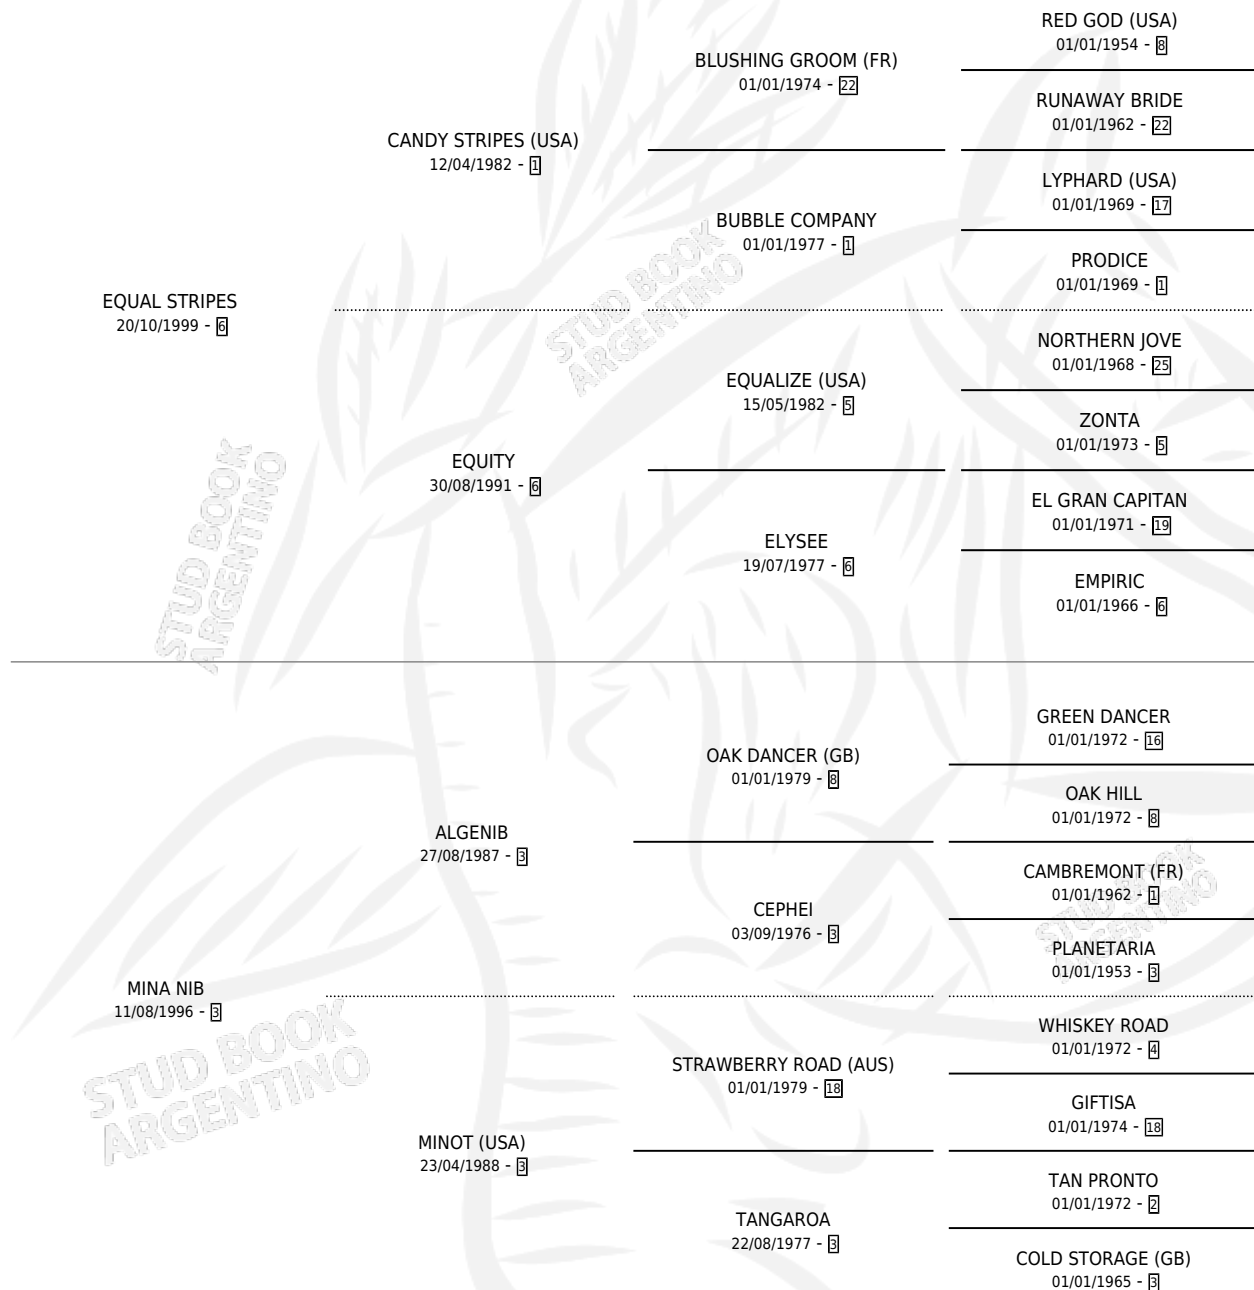 RED GOD (USA)
01/01/1954 - 8
BLUSHING GROOM (FR)
01/01/1974 - 22
RUNAWAY BRIDE
01/01/1962 - 22
CANDY STRIPES (USA)
12/04/1982 - 1
LYPHARD (USA)
01/01/1969 - 17
BUBBLE COMPANY
01/01/1977 - 1
PRODICE
01/01/1969 - 1
EQUAL STRIPES
20/10/1999 - 6
STUD BOOK
ARGENTINO
NORTHERN JOVE
01/01/1968 - 25
EQUALIZE (USA)
15/05/1982 - 5
ZONTA
01/01/1973 - 5
EQUITY
30/08/1991 - 6
EL GRAN CAPITAN
01/01/1971 - 19
ELYSEE
19/07/1977 - 6
EMPIRIC
01/01/1966 - 6
STUD BOOK
ARGENTINO
GREEN DANCER
01/01/1972 - 16
OAK DANCER (GB)
01/01/1979 - 8
OAK HILL
01/01/1972 - 8
ALGENIB
27/08/1987 - 3
CAMBREMONT (FR)
01/01/1962 - 1
CEPHEI
03/09/1976 - 3
PLANETARIA
01/01/1953 - 3
STUD BOOK
ARGENTINO
MINA NIB
11/08/1996 - 3
WHISKEY ROAD
01/01/1972 - 4
STRAWBERRY ROAD (AUS)
01/01/1979 - 18
GIFTISA
01/01/1974 - 18
STUD BOOK
ARGENTINO
MINOT (USA)
23/04/1988 - 3
TAN PRONTO
01/01/1972 - 2
TANGAROA
22/08/1977 - 3
COLD STORAGE (GB)
01/01/1965 - 3